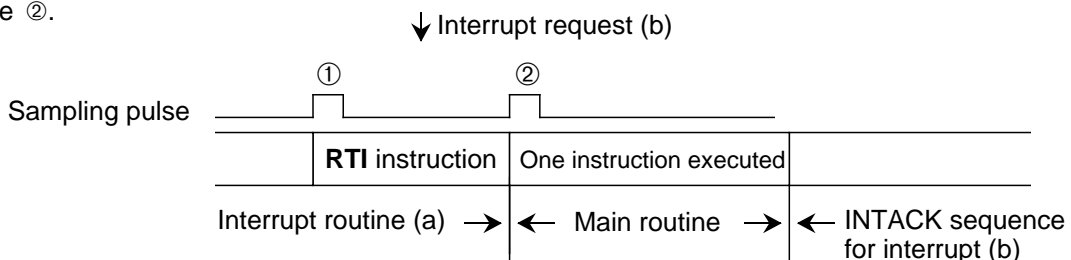 e ②.
Interrupt request (b)
① ②
Sampling pulse
RTI instruction One instruction executed
Interrupt routine (a) Main routine INTACK sequence
for interrupt (b)